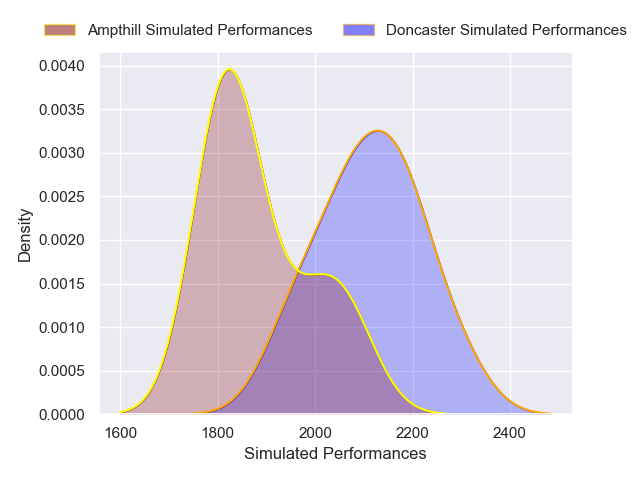 Ampthill Simulated Performances Doncaster Simulated Performances
0.0040
0.0035
0.0030
0.0025
0.0020
0.0015
0.0010
0.0005
0.0000
Density
1600 1800 2000 2200 2400
Simulated Performances